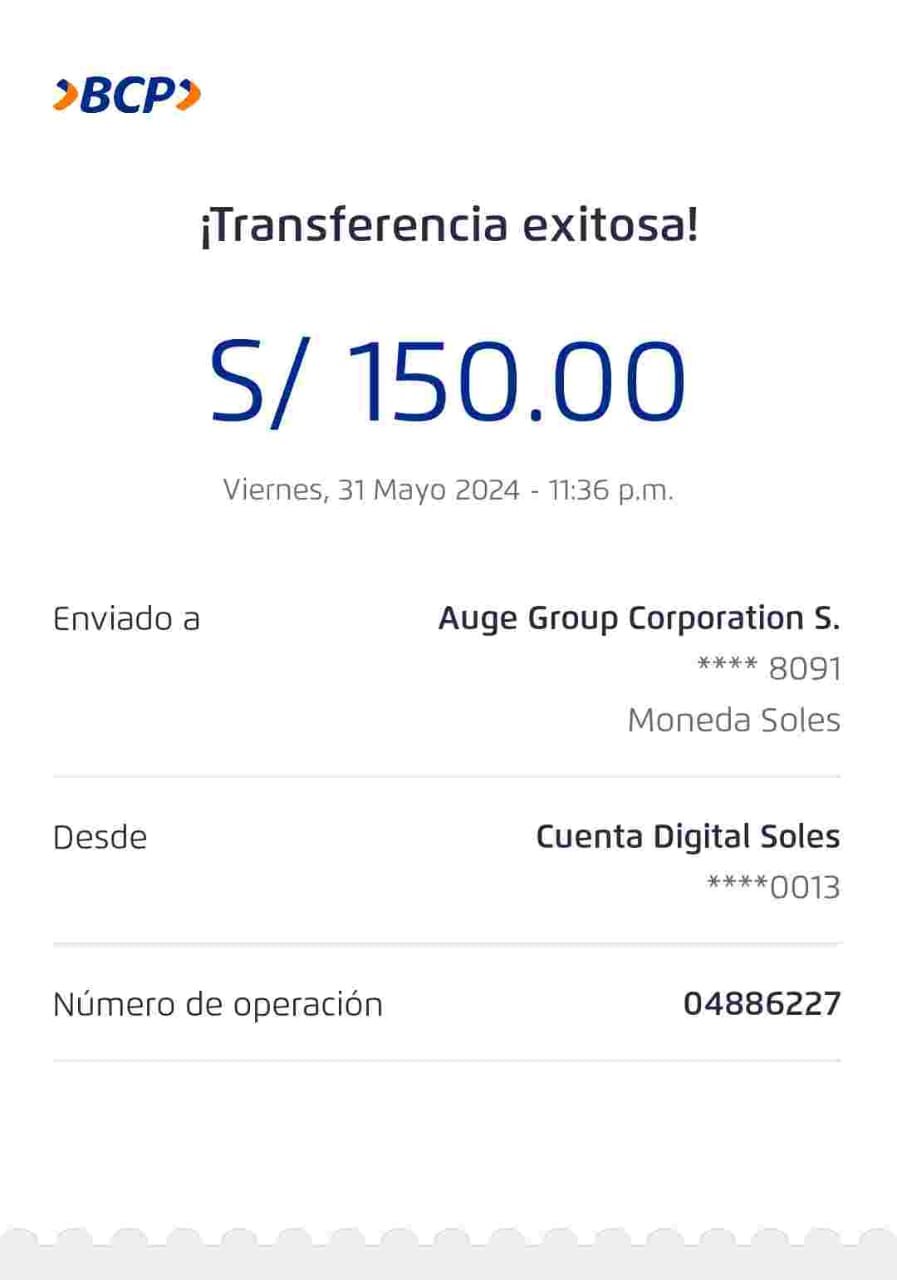 BCP
¡Transferencia exitosa!
S/ 150.00
Viernes, 31 Mayo 2024 - 11:36 p.m.
Enviado a
Auge Group Corporation S.
**** 8091
Moneda Soles
Desde
Cuenta Digital Soles
****0013
Número de operación
04886227